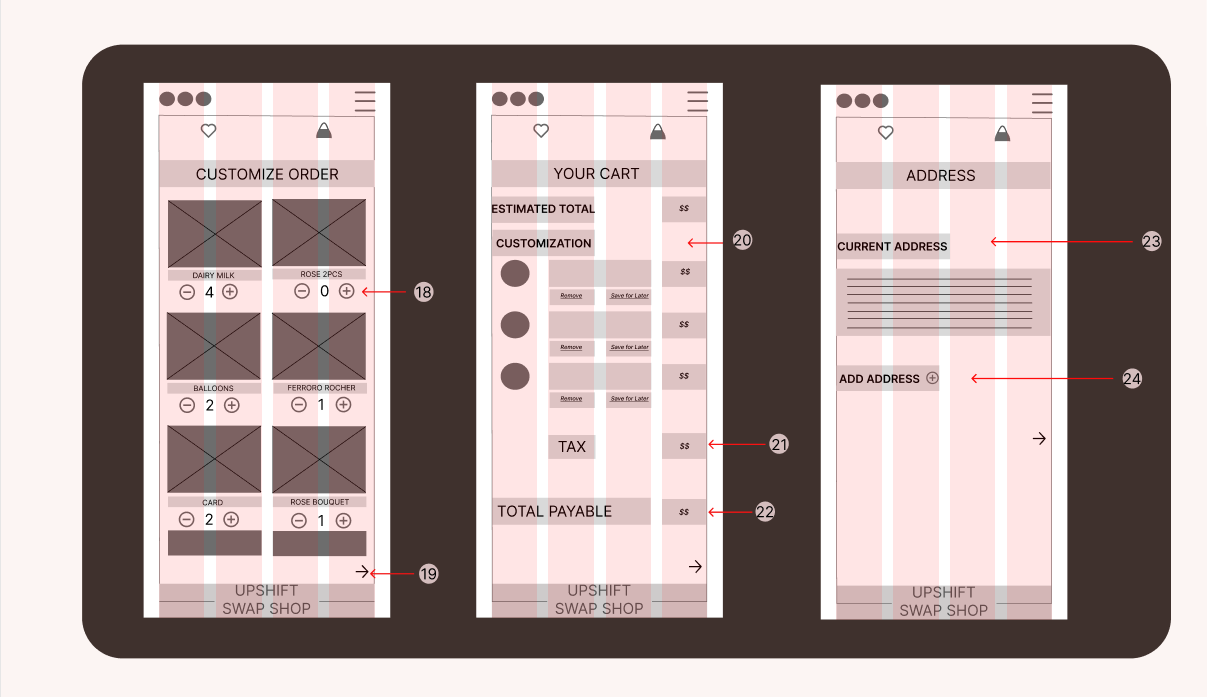 CUSTOMIZE ORDER
DAIRY MILK
ROSE 2PCS
4
0
18
BALLOONS
FERRORO ROCHER
2
1
CARD
ROSE BOUQUET
2
1
19
UPSHIFT
SWAP SHOP
YOUR CART
ESTIMATED TOTAL
$$
CUSTOMIZATION
20
$$
Remove
Save for Later
$$
Remove
Save for Later
$$
Remove
Save for Later
TAX
$$
21
TOTAL PAYABLE
$$
22
UPSHIFT
SWAP SHOP
ADDRESS
CURRENT ADDRESS
23
ADD ADDRESS
24
UPSHIFT
SWAP SHOP